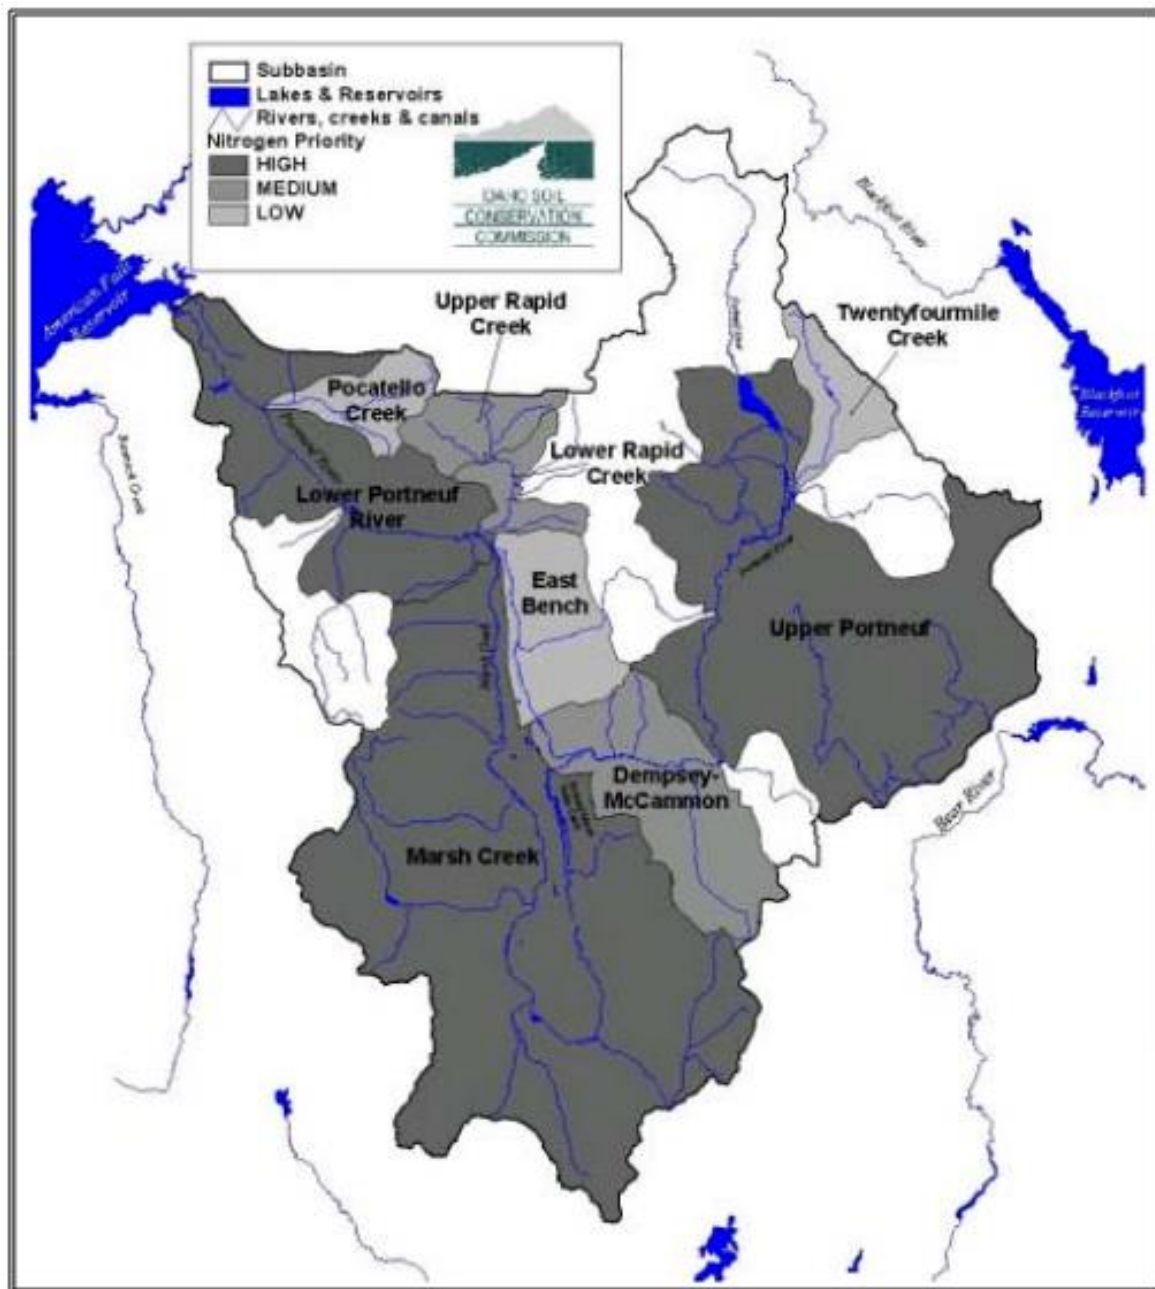 Subbasin
Lakes & Reservoirs
Rivers, creeks & canals
Nitrogen Priority
HIGH
MEDIUM
LOW
IDAHO SOIL
CONSERVATION
COMMISSION
American Falls
Reservoir
Blackfoot River
Upper Rapid
Creek
Twentyfourmile
Creek
Pocatello
Creek
Blackfoot
Reservoir
Lower Rapid
Creek
Bannock Creek
Lower Portneuf
River
East
Bench
Upper Portneuf
Dempsey-
McCammon
Bear River
Marsh Creek